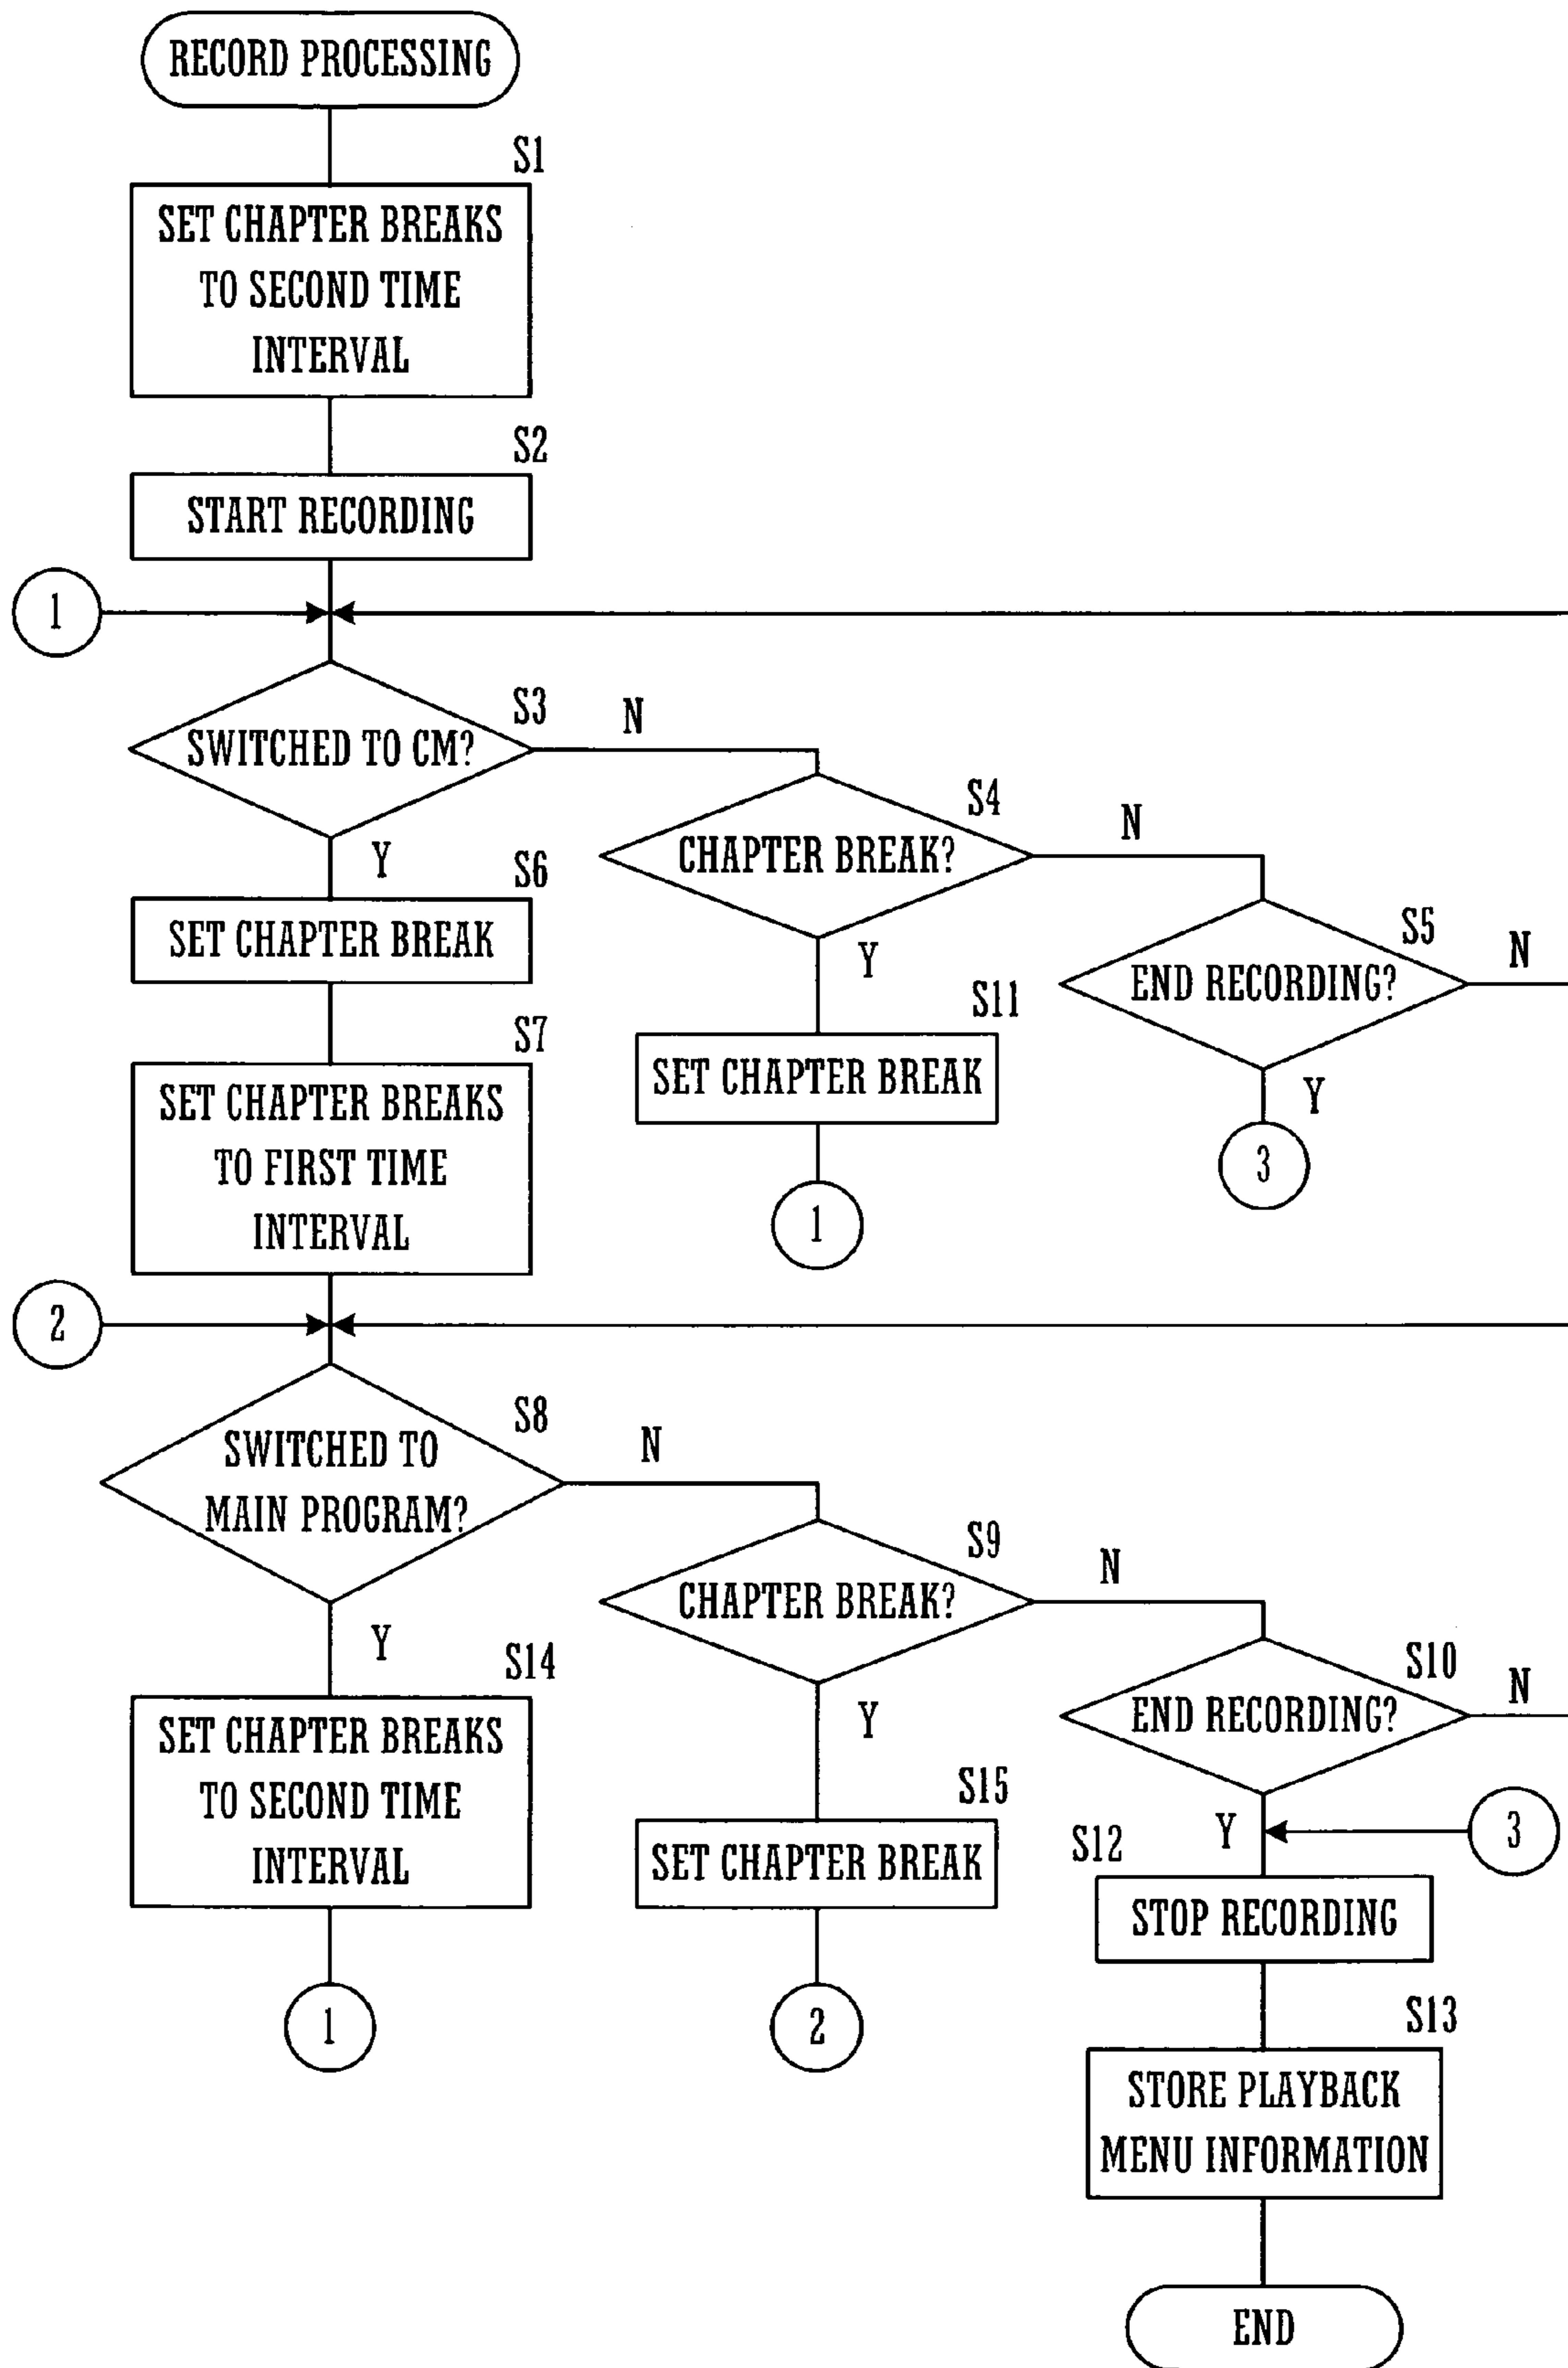 RECORD PROCESSING
S1
SET CHAPTER BREAKS
TO SECOND TIME
INTERVAL
S2
START RECORDING
1
S3
N
SWITCHED TO CM?
S4
N
CHAPTER BREAK?
Y
S6
SET CHAPTER BREAK
S5
N
END RECORDING?
Y
S11
SET CHAPTER BREAK
S7
SET CHAPTER BREAKS
TO FIRST TIME
INTERVAL
Y
3
1
2
S8
N
SWITCHED TO
MAIN PROGRAM?
S9
N
CHAPTER BREAK?
Y
S14
SET CHAPTER BREAKS
TO SECOND TIME
INTERVAL
S10
N
END RECORDING?
Y
S15
SET CHAPTER BREAK
Y
3
S12
STOP RECORDING
1
2
S13
STORE PLAYBACK
MENU INFORMATION
END